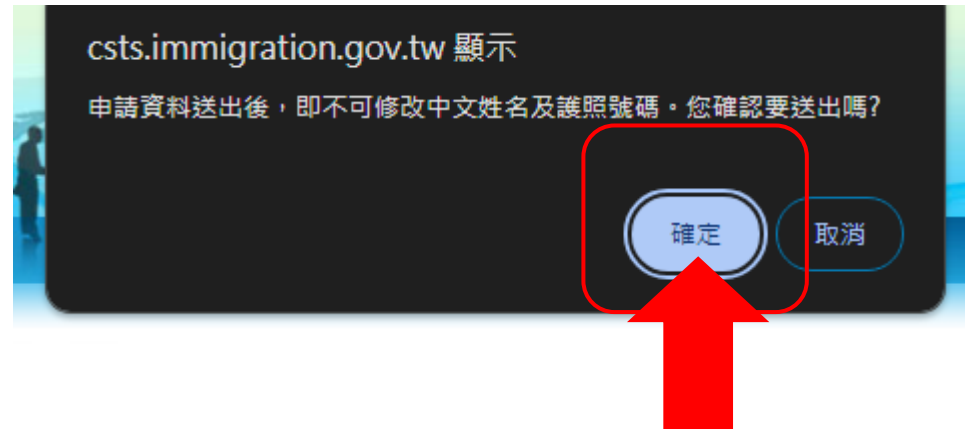 csts.immigration.gov.tw 顯示
申請資料送出後，即不可修改中文姓名及護照號碼。您確認要送出嗎?
確定 取消